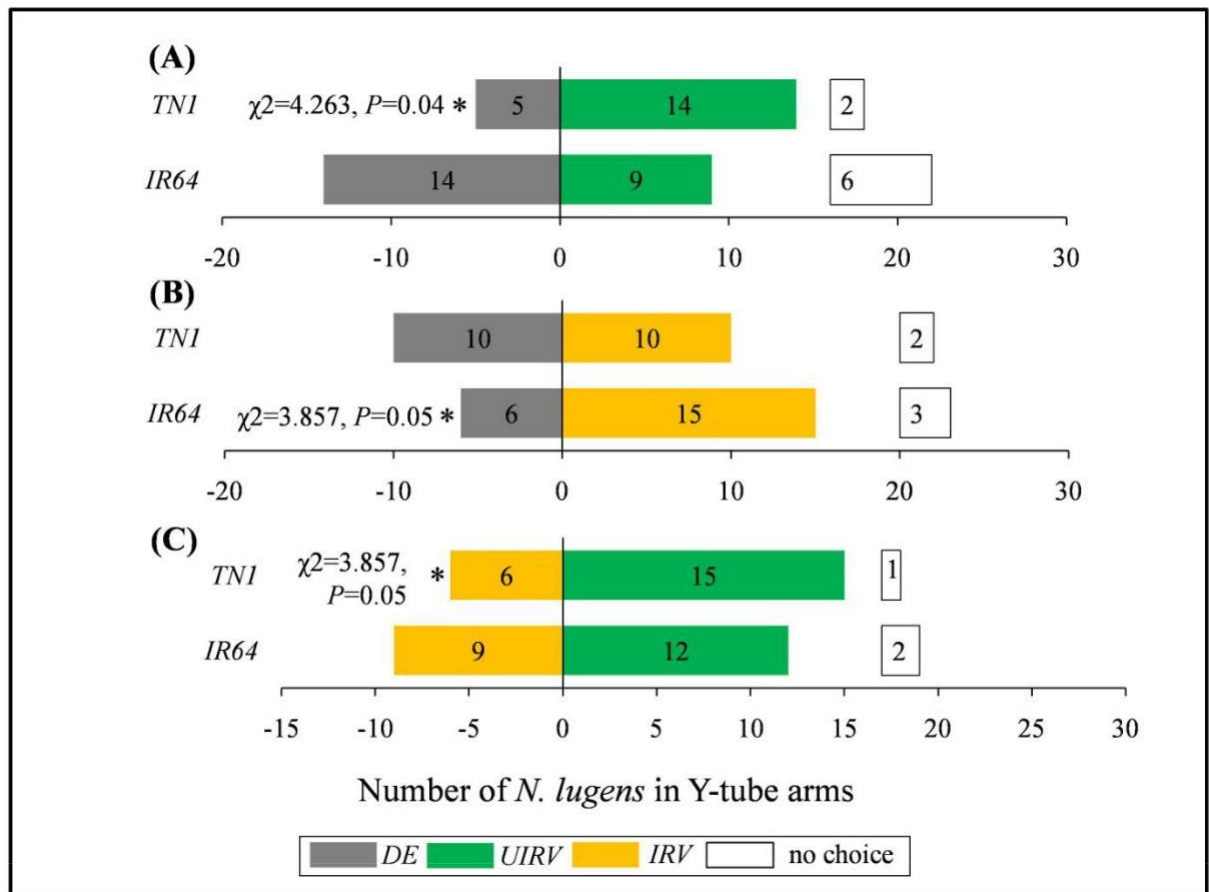 (A)
TN1 χ2=4.263, P=0.04 * 5 14 2
IR64 14 9 6
-20 -10 0 10 20 30
(B)
TN1 10 10 2
IR64 χ2=3.857, P=0.05 * 6 15 3
-20 -10 0 10 20 30
(C)
TN1 χ2=3.857, P=0.05 * 6 15 1
IR64 9 12 2
-15 -10 -5 0 5 10 15 20 25 30
Number of N. lugens in Y-tube arms
DE UIRV IRV no choice